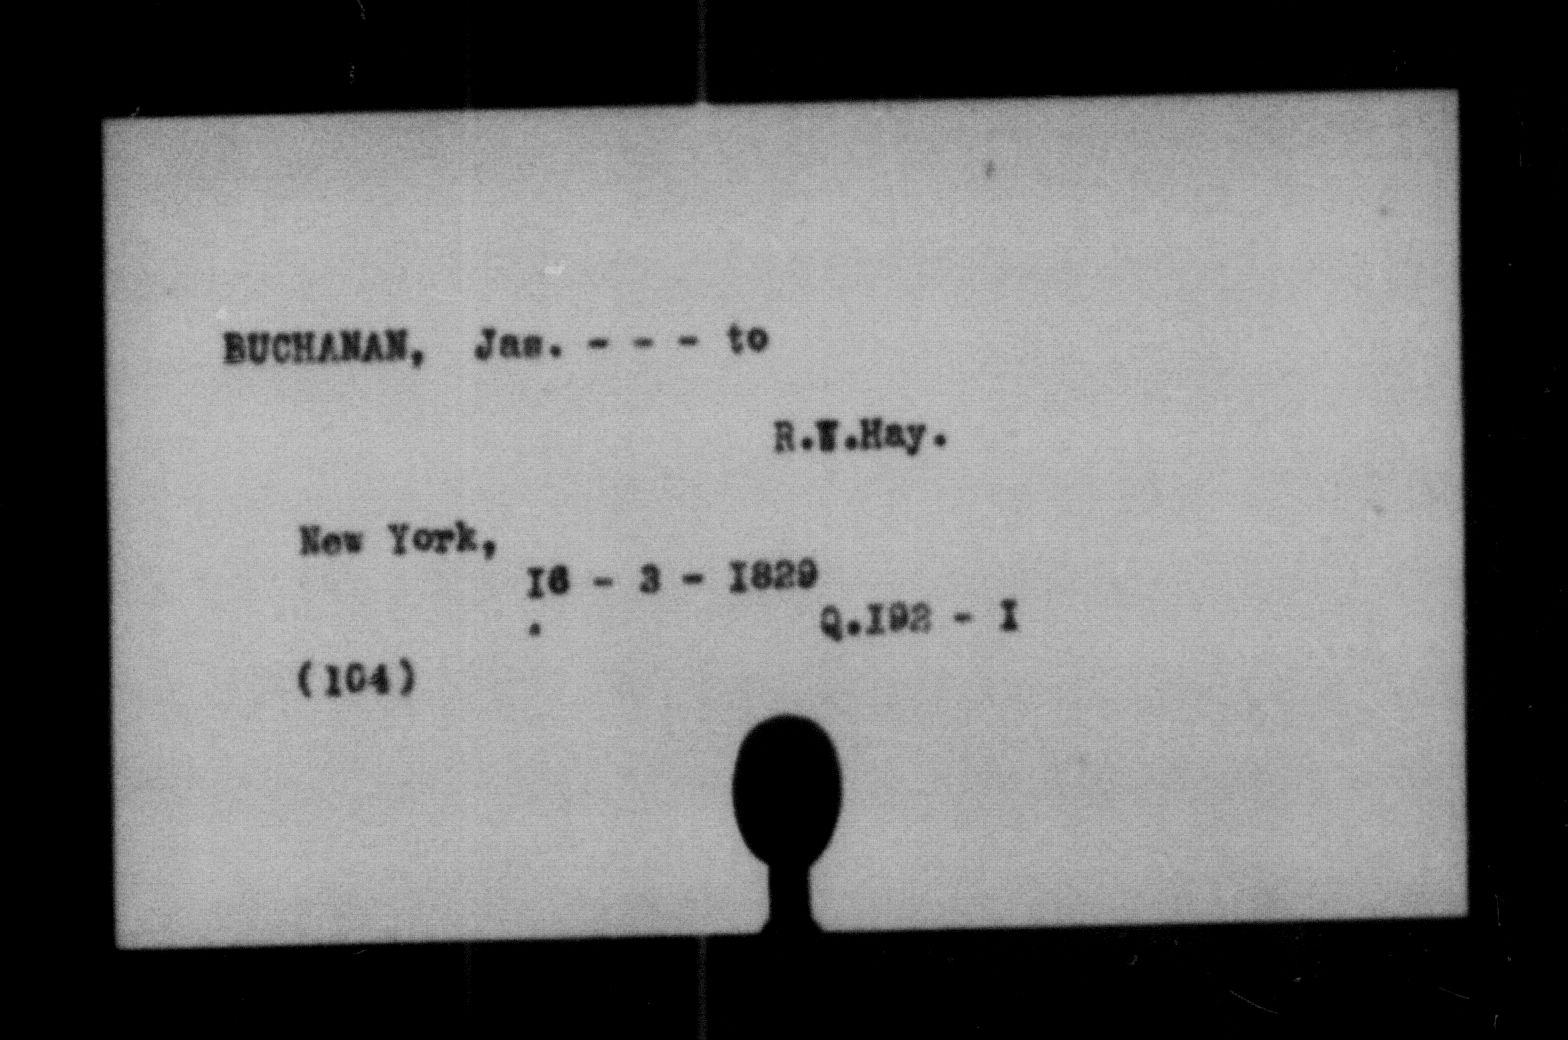 BUCHANAN, Jas. - - - to
R.W.Hay.
New York,
I6 - 3 - I829
Q.I92 - I
(104)